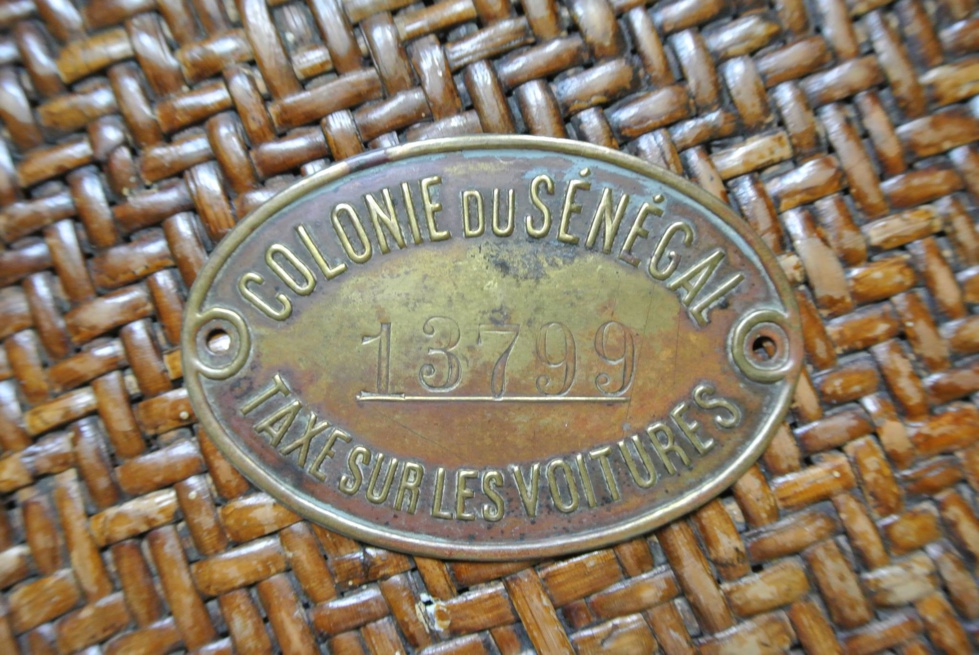 COLONIE DU SÉNÉGAL
13799
TAXE SUR LES VOITURES